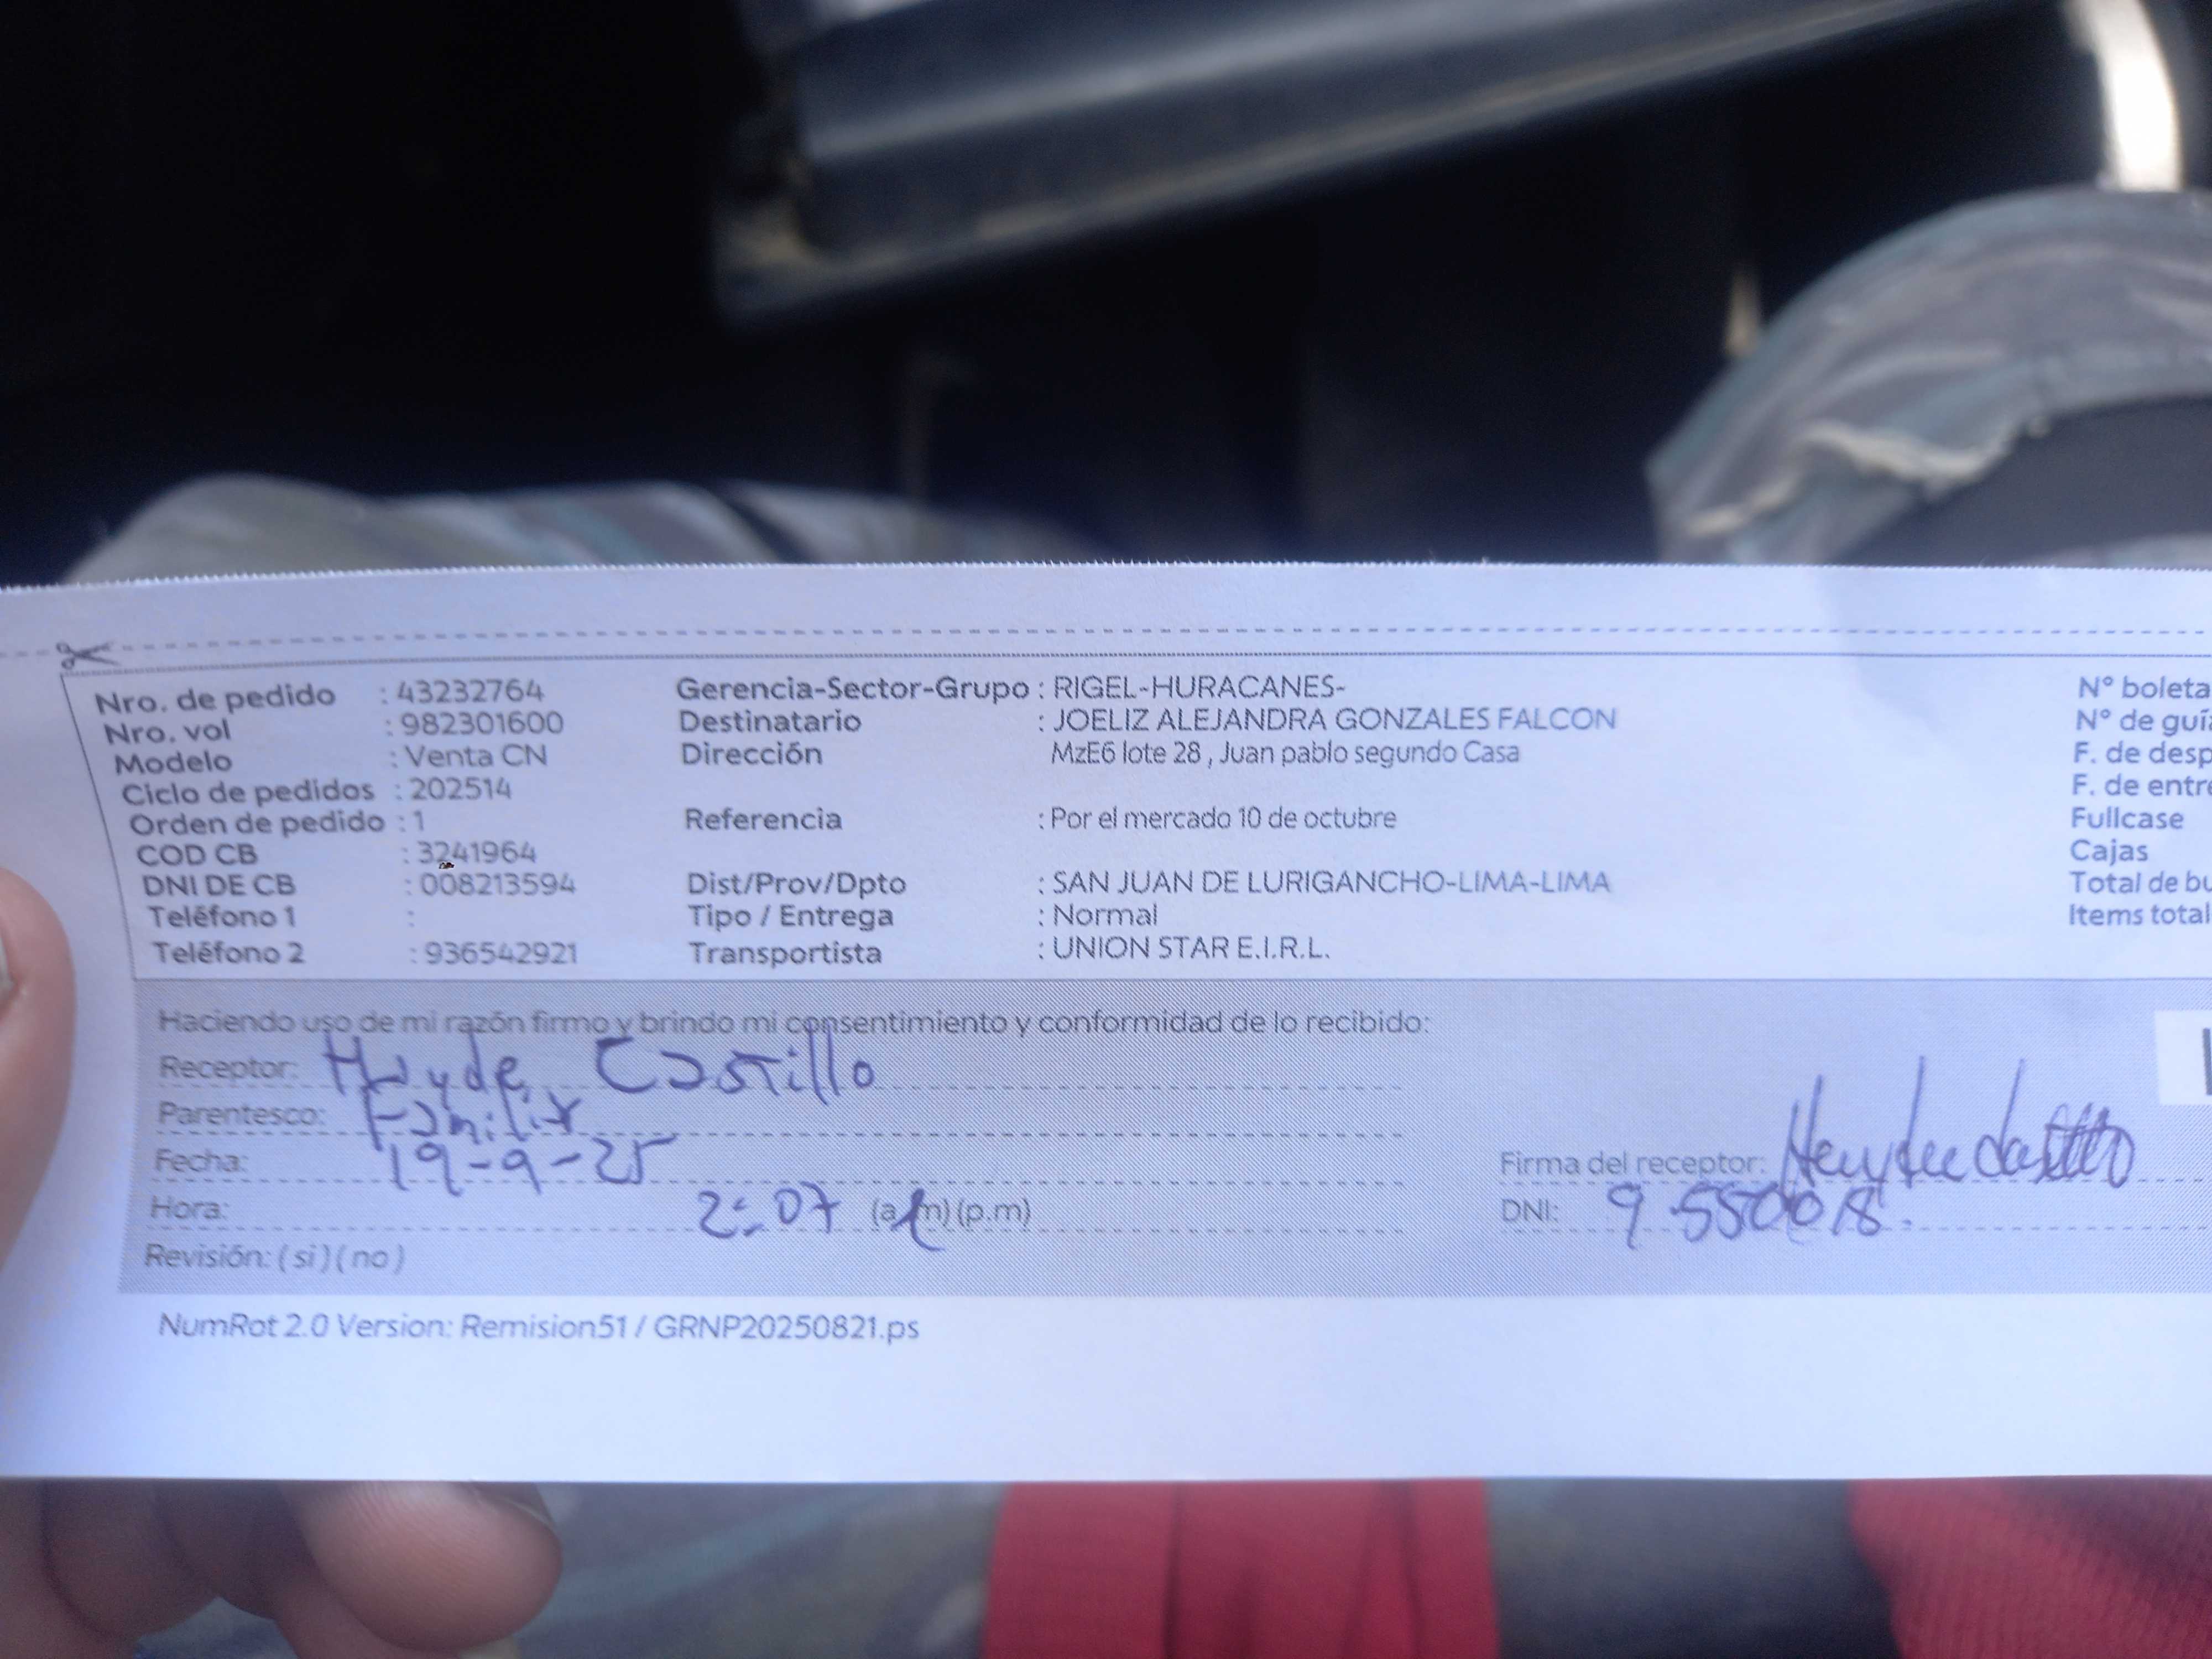 Nro. de pedido : 43232764 Gerencia-Sector-Grupo : RIGEL-HURACANES- N° boleta
Nro. vol : 982301600 Destinatario : JOELIZ ALEJANDRA GONZALES FALCON N° de guía
Modelo : Venta CN Dirección MzE6 lote 28 , Juan pablo segundo Casa F. de desp
Ciclo de pedidos : 202514 F. de entre
Orden de pedido : 1 Referencia : Por el mercado 10 de octubre Fullcase
COD CB : 3241964 Cajas
DNI DE CB : 008213594 Dist/Prov/Dpto : SAN JUAN DE LURIGANCHO-LIMA-LIMA Total de bu
Teléfono 1 : Tipo / Entrega : Normal Items total
Teléfono 2 : 936542921 Transportista : UNION STAR E.I.R.L.
Haciendo uso de mi razón firmo y brindo mi consentimiento y conformidad de lo recibido:
Receptor: Hayde Castillo
Parentesco: Familiar
Fecha: 19-9-25 Firma del receptor:
Hora: 2:07 (a.m) (p.m) DNI:
Revisión: ( si ) ( no )
NumRot 2.0 Version: Remision51 / GRNP20250821.ps